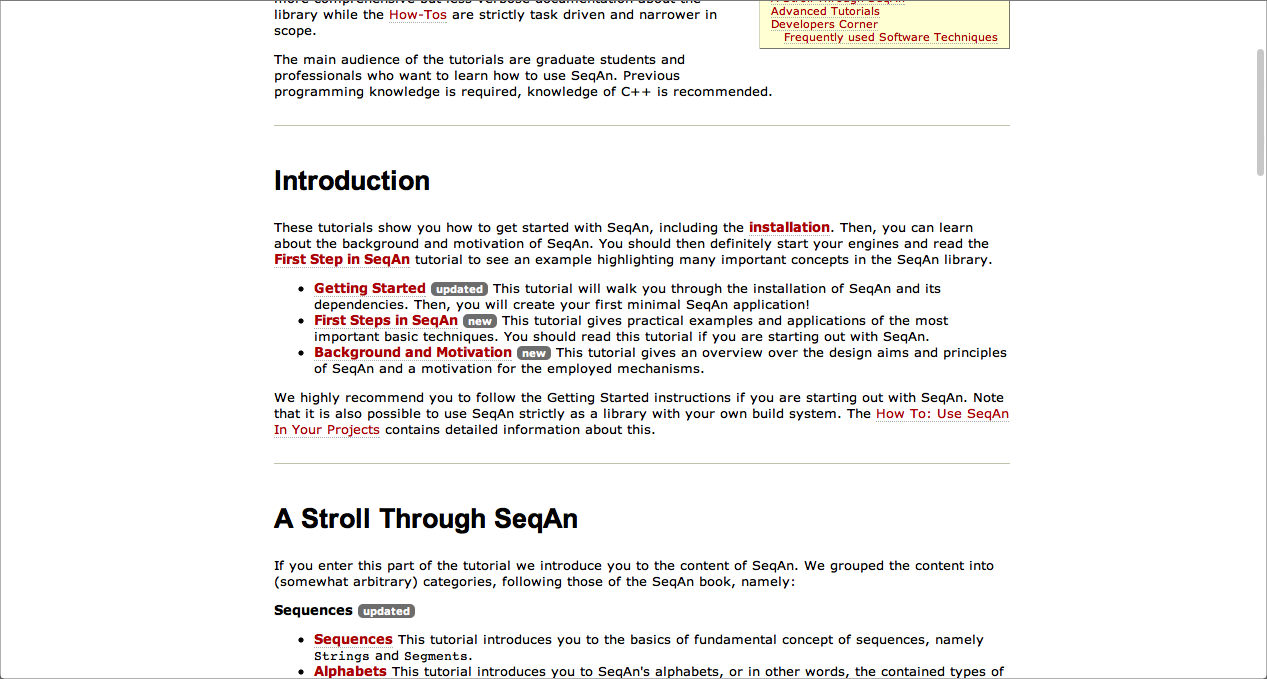 library while the How-Tos are strictly task driven and narrower in
scope.
Advanced Tutorials
Developers Corner
Frequently used Software Techniques
The main audience of the tutorials are graduate students and
professionals who want to learn how to use SeqAn. Previous
programming knowledge is required, knowledge of C++ is recommended.
Introduction
These tutorials show you how to get started with SeqAn, including the installation. Then, you can learn
about the background and motivation of SeqAn. You should then definitely start your engines and read the
First Step in SeqAn tutorial to see an example highlighting many important concepts in the SeqAn library.
• Getting Started updated This tutorial will walk you through the installation of SeqAn and its
dependencies. Then, you will create your first minimal SeqAn application!
• First Steps in SeqAn new This tutorial gives practical examples and applications of the most
important basic techniques. You should read this tutorial if you are starting out with SeqAn.
• Background and Motivation new This tutorial gives an overview over the design aims and principles
of SeqAn and a motivation for the employed mechanisms.
We highly recommend you to follow the Getting Started instructions if you are starting out with SeqAn. Note
that it is also possible to use SeqAn strictly as a library with your own build system. The How To: Use SeqAn
In Your Projects contains detailed information about this.
A Stroll Through SeqAn
If you enter this part of the tutorial we introduce you to the content of SeqAn. We grouped the content into
(somewhat arbitrary) categories, following those of the SeqAn book, namely:
Sequences updated
• Sequences This tutorial introduces you to the basics of fundamental concept of sequences, namely
Strings and Segments.
• Alphabets This tutorial introduces you to SeqAn's alphabets, or in other words, the contained types of